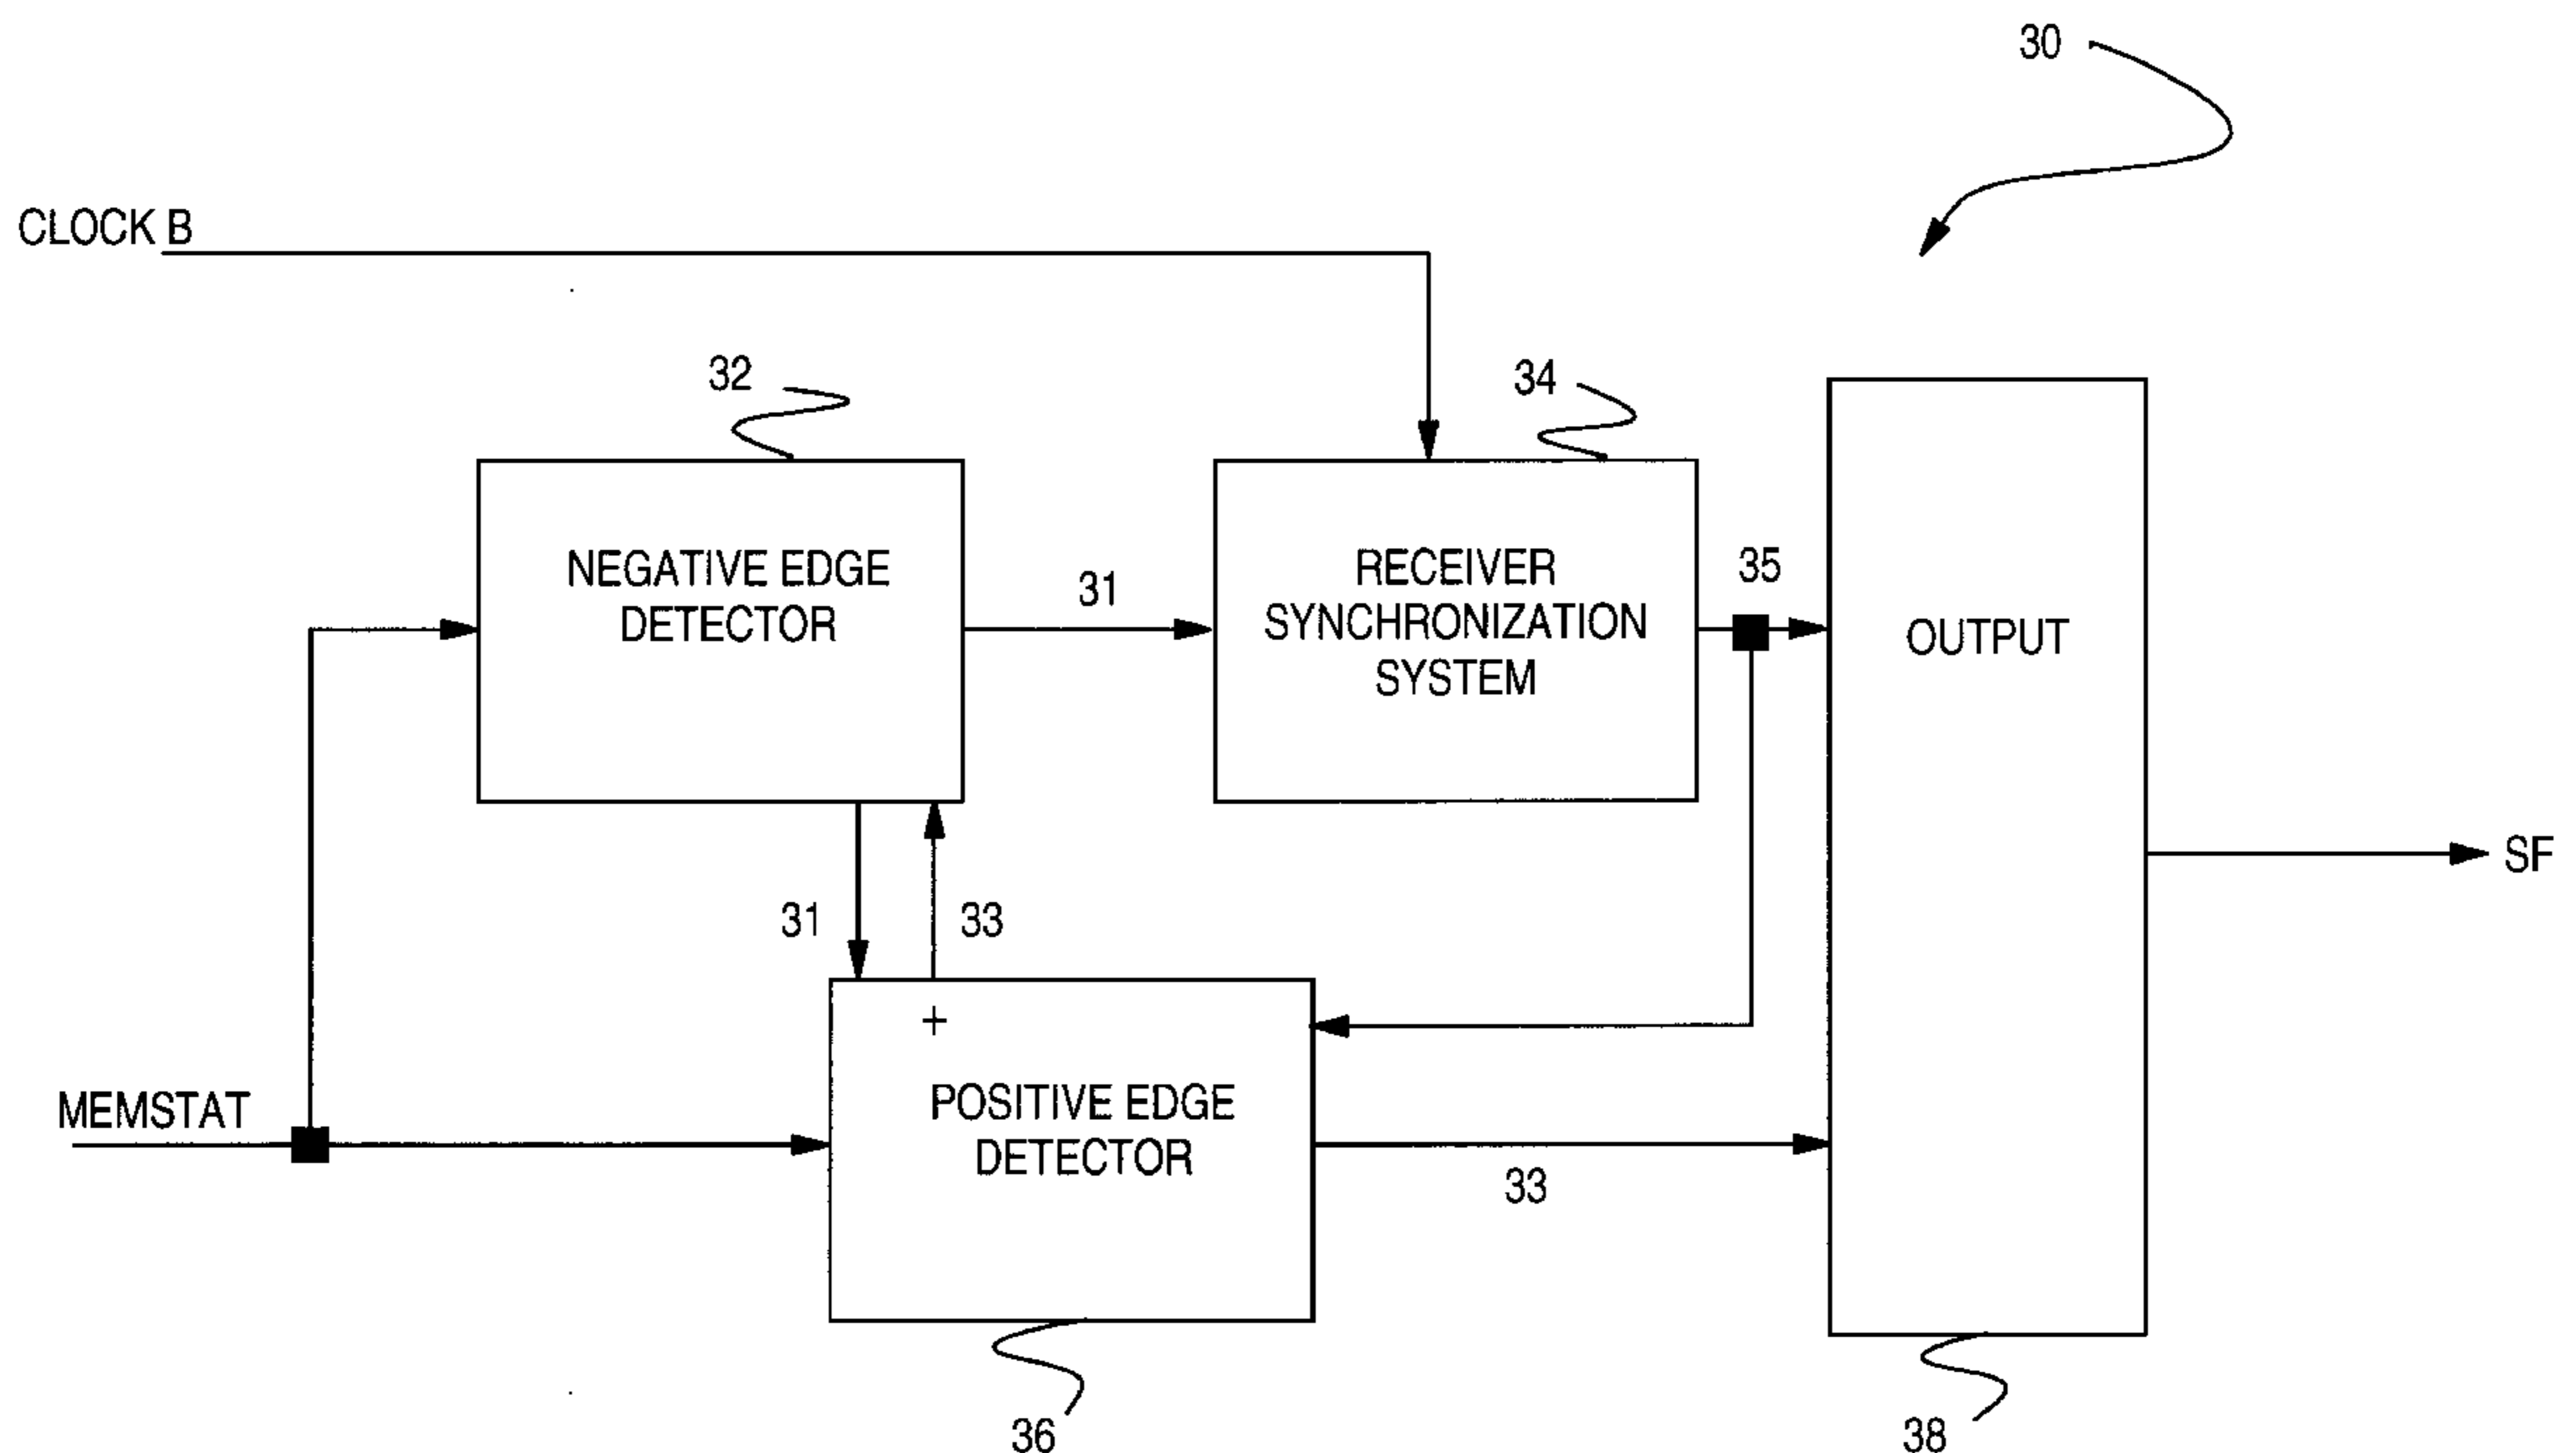 30
CLOCK B
32
34
NEGATIVE EDGE
DETECTOR
31
RECEIVER
SYNCHRONIZATION
SYSTEM
35
OUTPUT
SF
31
33
+
MEMSTAT
POSITIVE EDGE
DETECTOR
33
36
38